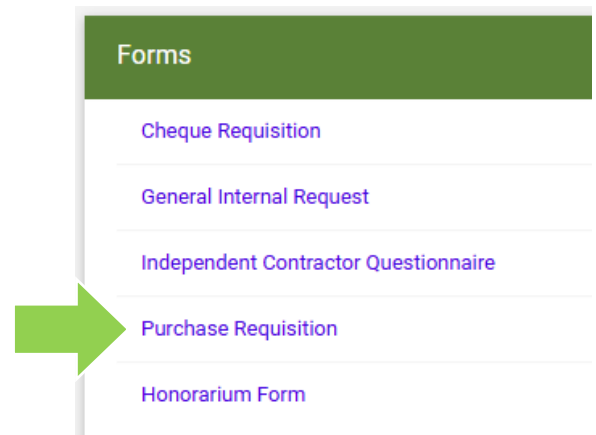 Forms
Cheque Requisition
General Internal Request
Independent Contractor Questionnaire
Purchase Requisition
Honorarium Form